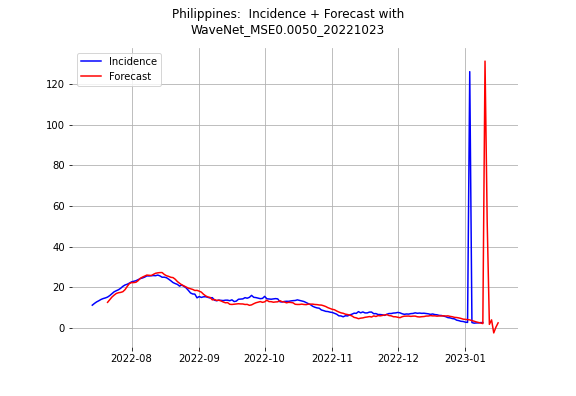 Philippines:  Incidence + Forecast with
WaveNet_MSE0.0050_20221023
Incidence
Forecast
120
100
80
60
40
20
0
2022-08 2022-09 2022-10 2022-11 2022-12 2023-01